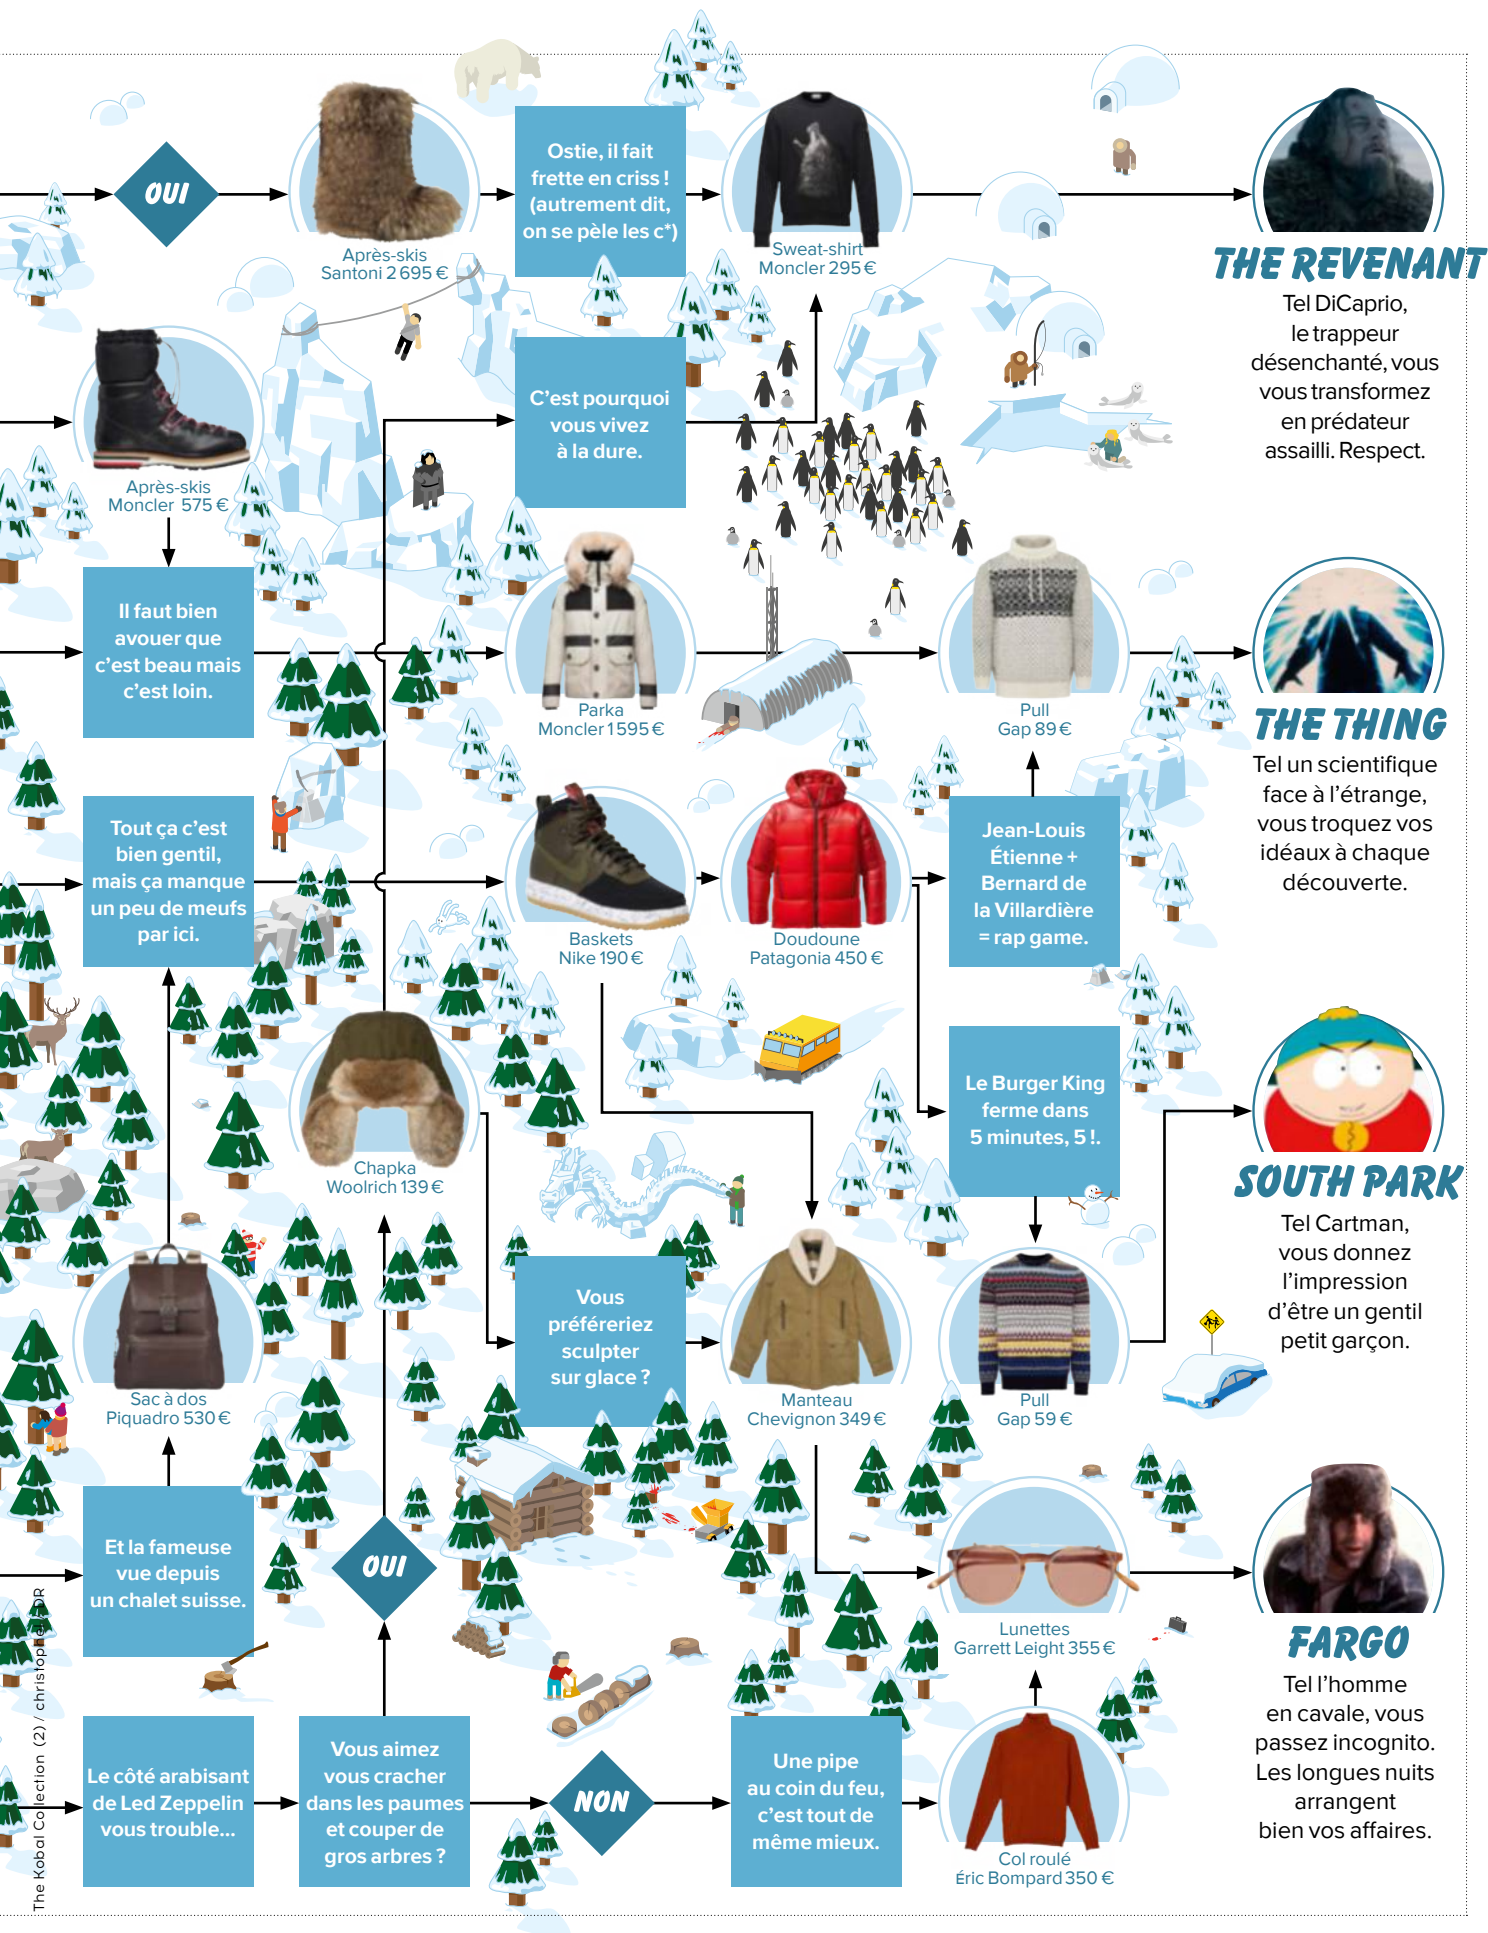 OUI
Après-skis
Santoni 2 695 €
Ostie, il fait
frette en criss !
(autrement dit,
on se pèle les c*)
Sweat-shirt
Moncler 295 €
THE REVENANT
Tel DiCaprio,
le trappeur
désenchanté, vous
vous transformez
en prédateur
assailli. Respect.
Après-skis
Moncler 575 €
C’est pourquoi
vous vivez
à la dure.
Il faut bien
avouer que
c’est beau mais
c’est loin.
Parka
Moncler 1 595 €
Pull
Gap 89 €
THE THING
Tel un scientifique
face à l’étrange,
vous troquez vos
idéaux à chaque
découverte.
Tout ça c’est
bien gentil,
mais ça manque
un peu de meufs
par ici.
Baskets
Nike 190 €
Doudoune
Patagonia 450 €
Jean-Louis
Étienne +
Bernard de
la Villardière
= rap game.
Le Burger King
ferme dans
5 minutes, 5 !.
Chapka
Woolrich 139 €
SOUTH PARK
Tel Cartman,
vous donnez
l’impression
d’être un gentil
petit garçon.
Sac à dos
Piquadro 530 €
Vous
préféreriez
sculpter
sur glace ?
Manteau
Chevignon 349 €
Pull
Gap 59 €
Et la fameuse
vue depuis
un chalet suisse.
OUI
Lunettes
Garrett Leight 355 €
FARGO
Tel l’homme
en cavale, vous
passez incognito.
Les longues nuits
arrangent
bien vos affaires.
Le côté arabisant
de Led Zeppelin
vous trouble...
Vous aimez
vous cracher
dans les paumes
et couper de
gros arbres ?
NON
Une pipe
au coin du feu,
c’est tout de
même mieux.
Col roulé
Éric Bompard 350 €
The Kobal Collection (2) / christophel / DR